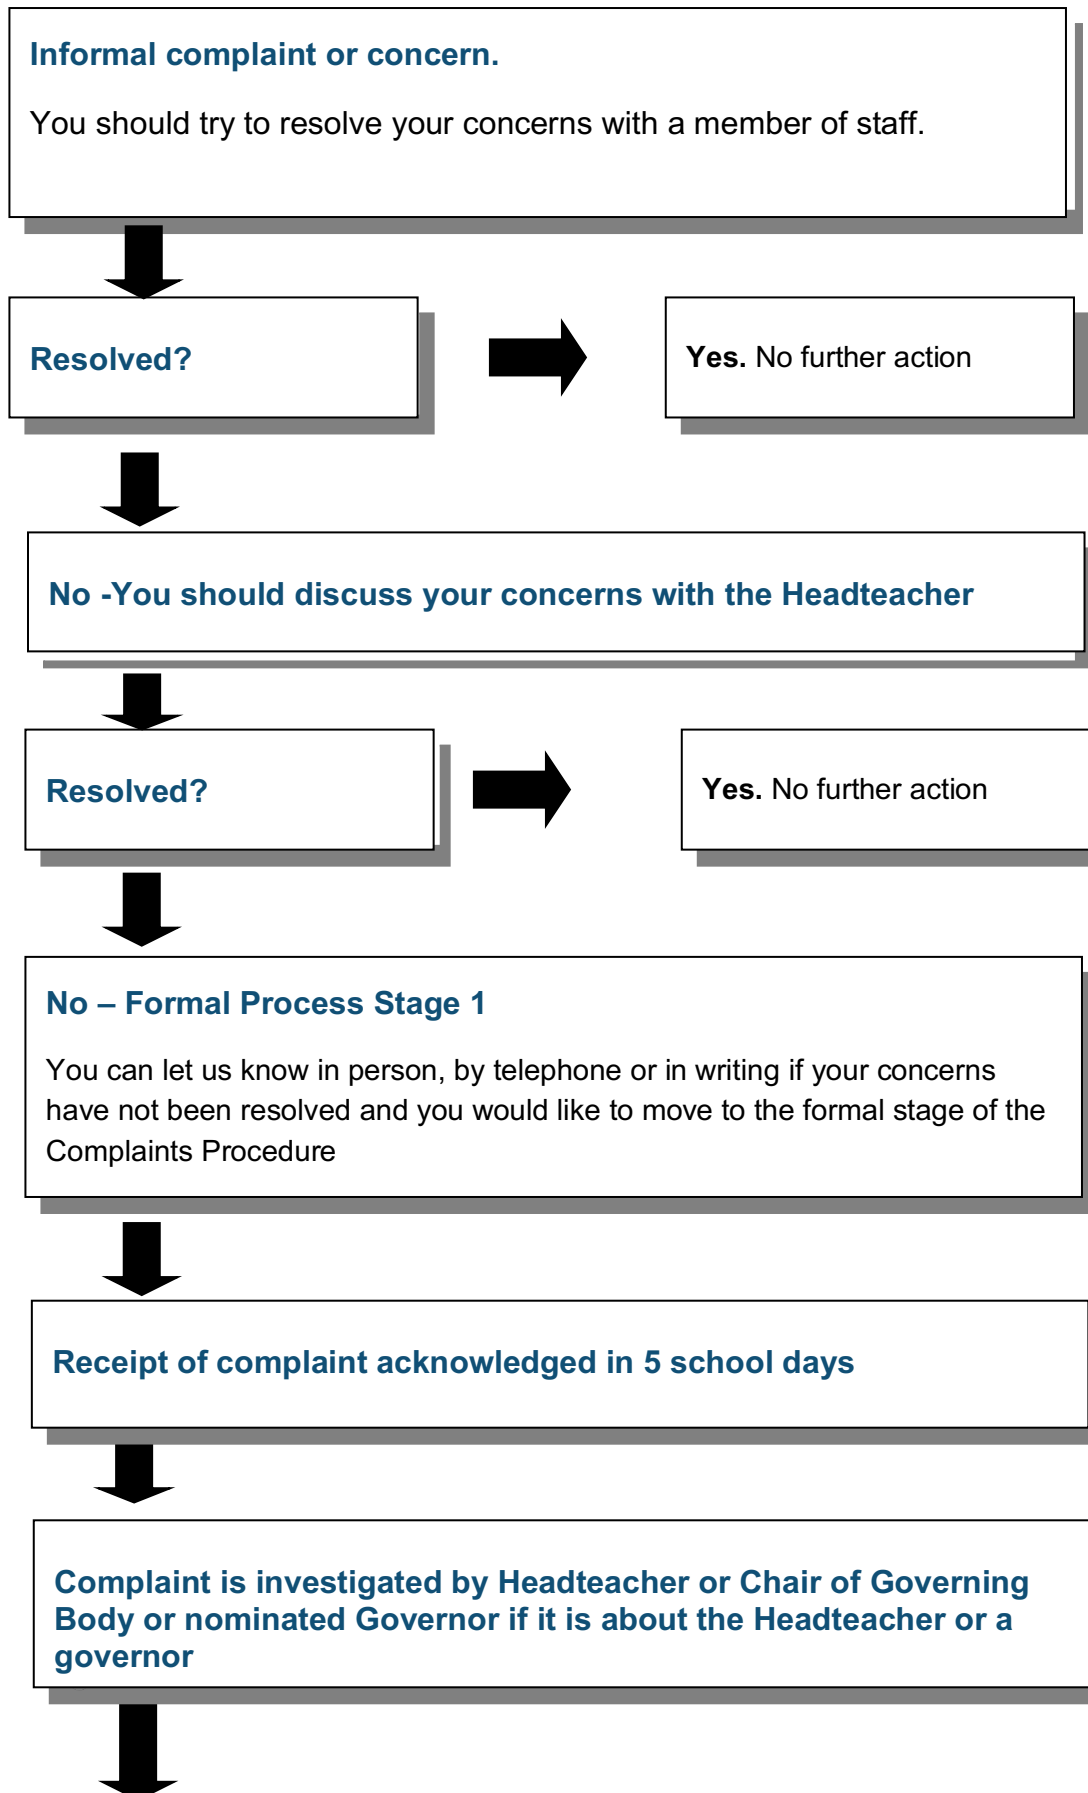 Informal complaint or concern.
You should try to resolve your concerns with a member of staff.
Resolved?
Yes. No further action
No -You should discuss your concerns with the Headteacher
Resolved?
Yes. No further action
No – Formal Process Stage 1
You can let us know in person, by telephone or in writing if your concerns
have not been resolved and you would like to move to the formal stage of the
Complaints Procedure
Receipt of complaint acknowledged in 5 school days
Complaint is investigated by Headteacher or Chair of Governing
Body or nominated Governor if it is about the Headteacher or a
governor